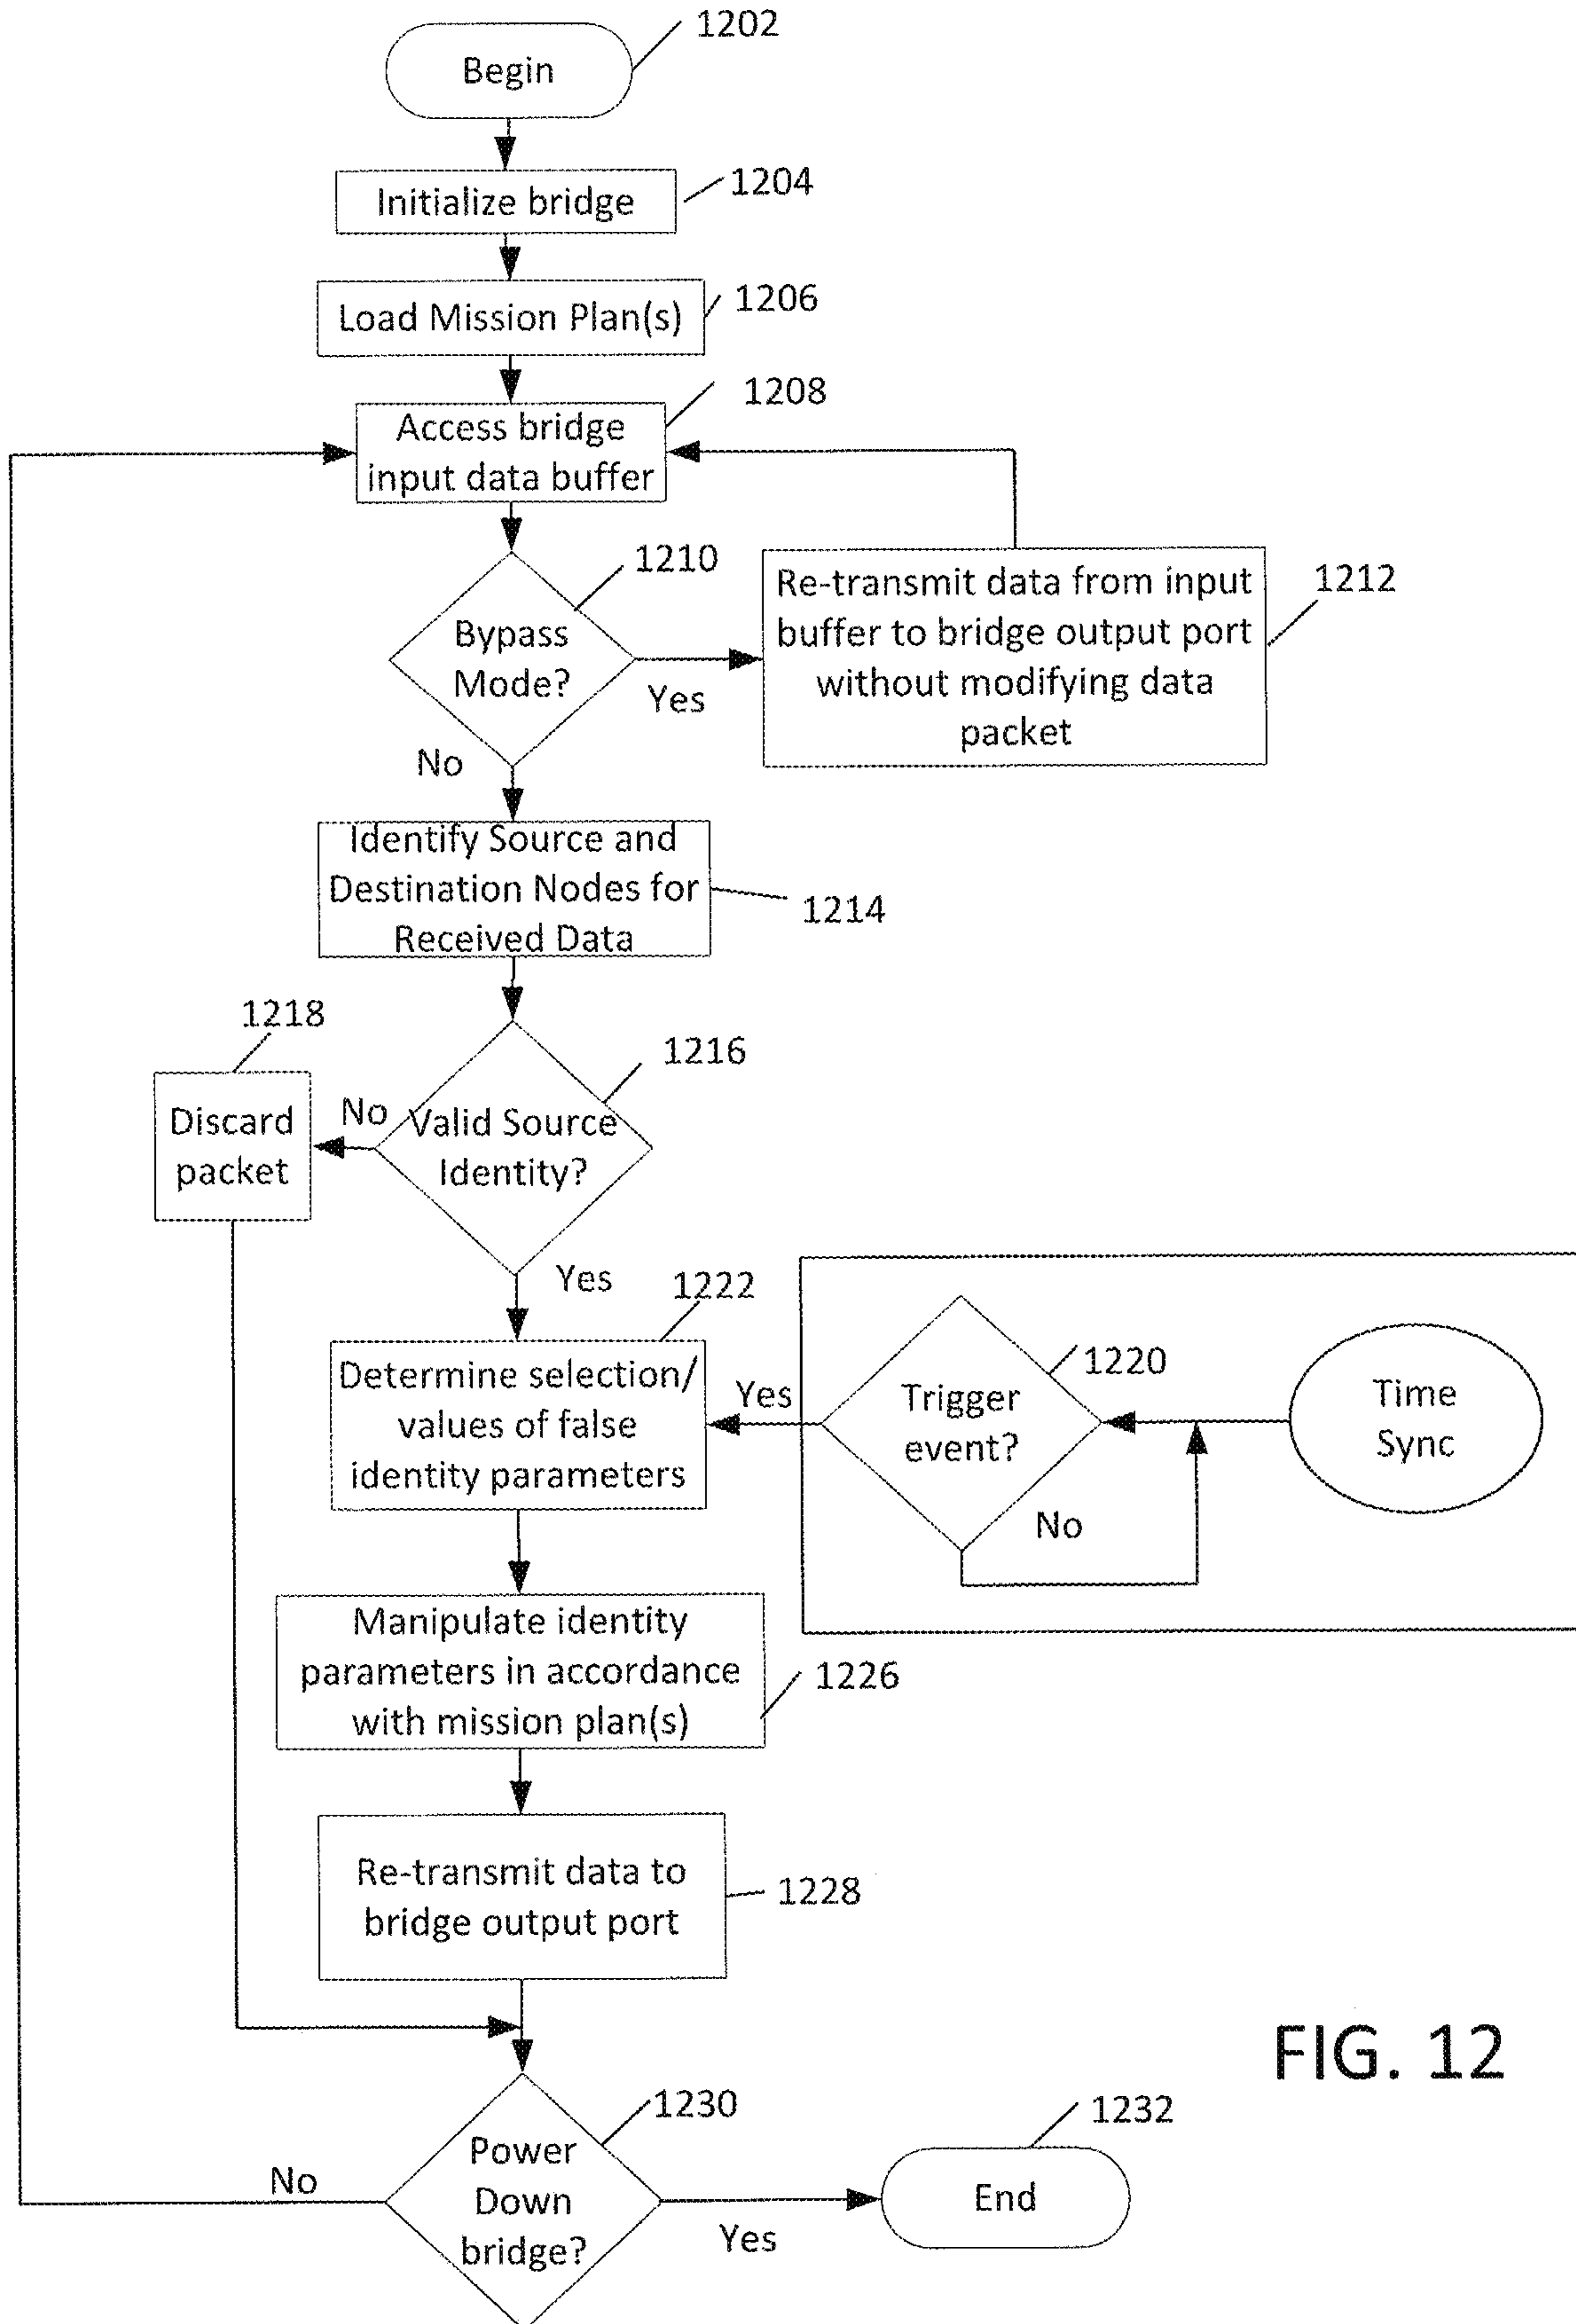 1202
Begin
1204
Initialize bridge
1206
Load Mission Plan(s)
1208
Access bridge
input data buffer
1210
Bypass
Mode?
Yes
No
1212
Re-transmit data from input
buffer to bridge output port
without modifying data
packet
Identify Source and
Destination Nodes for
Received Data
1214
1218
Discard
packet
No
1216
Valid Source
Identity?
Yes
1222
Determine selection/
values of false
identity parameters
Yes
1220
Trigger
event?
No
Time
Sync
Manipulate identity
parameters in accordance
with mission plan(s)
1226
Re-transmit data to
bridge output port
1228
1230
Power
Down
bridge?
No
Yes
1232
End
FIG. 12